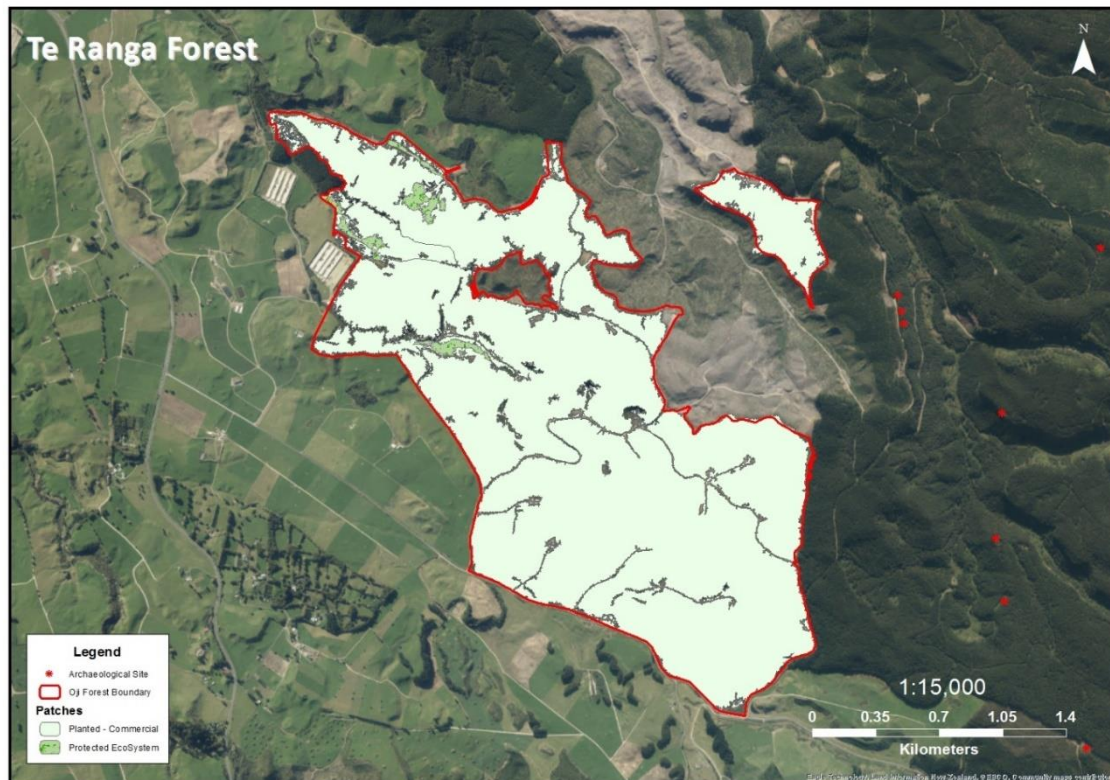 Te Ranga Forest
N
Legend
Archaeological Site
Oji Forest Boundary
Patches
Planted - Commercial
Protected EcoSystem
1:15,000
0 0.35 0.7 1.05 1.4
Kilometers